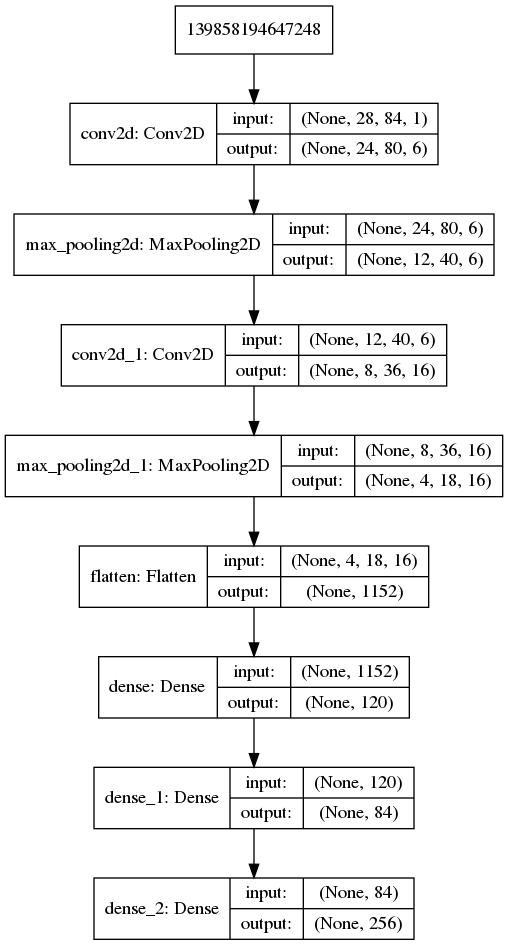 139858194647248
conv2d: Conv2D
input:
(None, 28, 84, 1)
output:
(None, 24, 80, 6)
max_pooling2d: MaxPooling2D
input:
(None, 24, 80, 6)
output:
(None, 12, 40, 6)
conv2d_1: Conv2D
input:
(None, 12, 40, 6)
output:
(None, 8, 36, 16)
max_pooling2d_1: MaxPooling2D
input:
(None, 8, 36, 16)
output:
(None, 4, 18, 16)
flatten: Flatten
input:
(None, 4, 18, 16)
output:
(None, 1152)
dense: Dense
input:
(None, 1152)
output:
(None, 120)
dense_1: Dense
input:
(None, 120)
output:
(None, 84)
dense_2: Dense
input:
(None, 84)
output:
(None, 256)